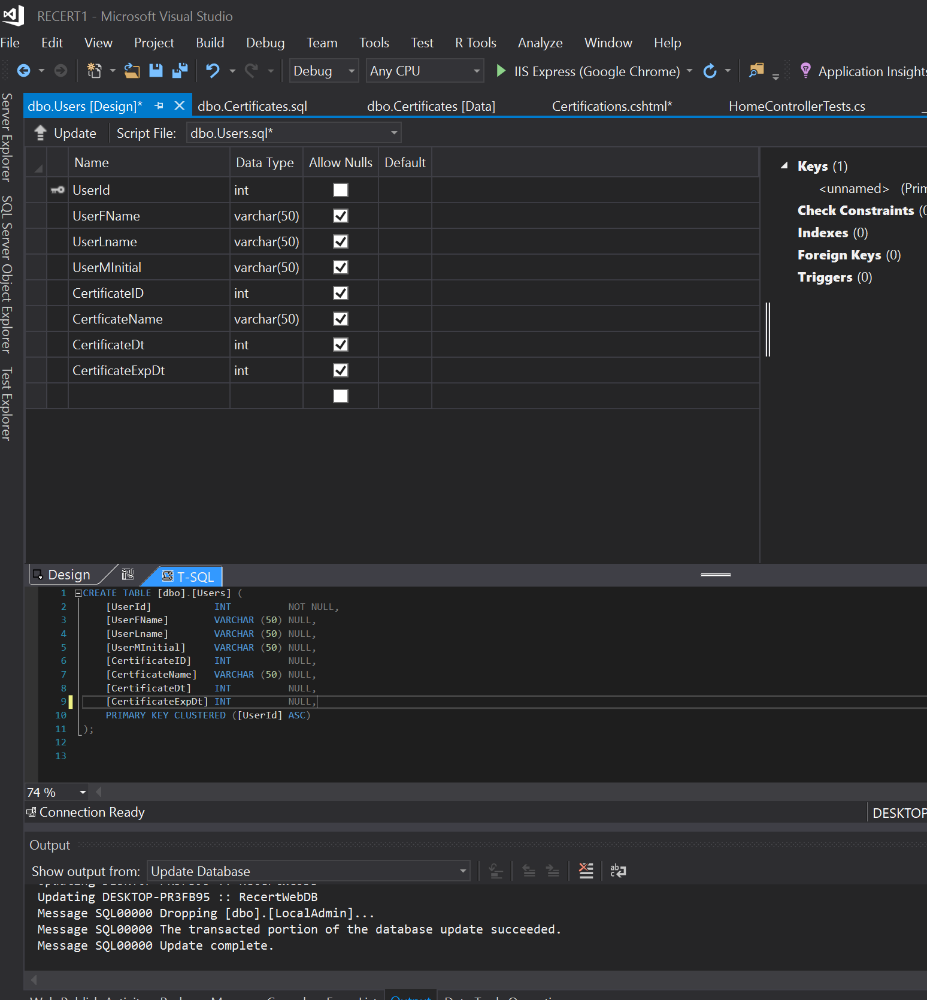 RECERT1 - Microsoft Visual Studio
File Edit View Project Build Debug Team Tools Test R Tools Analyze Window Help
Debug Any CPU IIS Express (Google Chrome) Application Insights
Server Explorer
SQL Server Object Explorer
Test Explorer
dbo.Users [Design]* dbo.Certificates.sql dbo.Certificates [Data] Certifications.cshtml* HomeControllerTests.cs
Update Script File: dbo.Users.sql*
Name Data Type Allow Nulls Default
UserId int
UserFName varchar(50)
UserLname varchar(50)
UserMInitial varchar(50)
CertificateID int
CertficateName varchar(50)
CertificateDt int
CertificateExpDt int
Keys (1)
<unnamed> (Prim
Check Constraints (0
Indexes (0)
Foreign Keys (0)
Triggers (0)
Design T-SQL
1 CREATE TABLE [dbo].[Users] (
2 [UserId] INT NOT NULL,
3 [UserFName] VARCHAR (50) NULL,
4 [UserLname] VARCHAR (50) NULL,
5 [UserMInitial] VARCHAR (50) NULL,
6 [CertificateID] INT NULL,
7 [CertficateName] VARCHAR (50) NULL,
8 [CertificateDt] INT NULL,
9 [CertificateExpDt] INT NULL,
10 PRIMARY KEY CLUSTERED ([UserId] ASC)
11 );
12
13
74 %
Connection Ready DESKTOP
Output
Show output from: Update Database
Updating DESKTOP-PR3FB95 :: RecertWebDB
Message SQL00000 Dropping [dbo].[LocalAdmin]...
Message SQL00000 The transacted portion of the database update succeeded.
Message SQL00000 Update complete.
Output